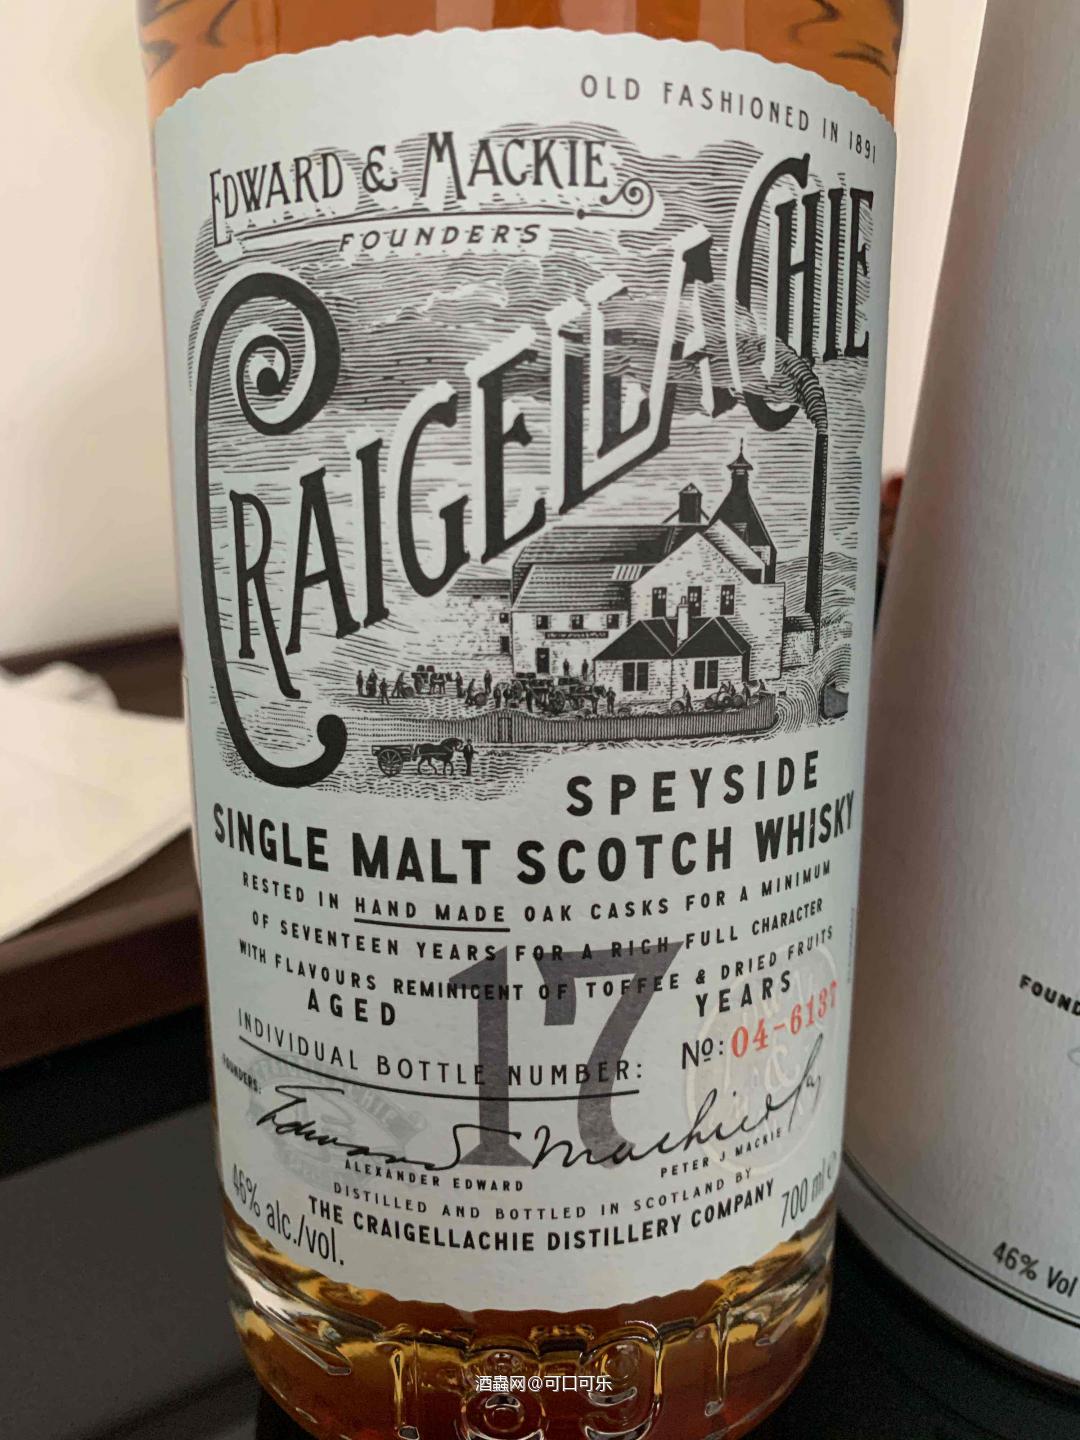 OLD FASHIONED IN 1891
EDWARD & MACKIE
FOUNDERS
CRAIGELLACHIE
SPEYSIDE
SINGLE MALT SCOTCH WHISKY
RESTED IN HAND MADE OAK CASKS FOR A MINIMUM
OF SEVENTEEN YEARS FOR A RICH FULL CHARACTER
WITH FLAVOURS REMINICENT OF TOFFEE & DRIED FRUITS
AGED 17 YEARS
INDIVIDUAL BOTTLE NUMBER: Nº: 04-6137
FOUNDERS:
Edward Mackie
ALEXANDER EDWARD
PETER J MACKIE
DISTILLED AND BOTTLED IN SCOTLAND BY
THE CRAIGELLACHIE DISTILLERY COMPANY
46% alc./vol.
700 ml e
1891
FOUND
46% Vol
酒蟲网@可口可乐